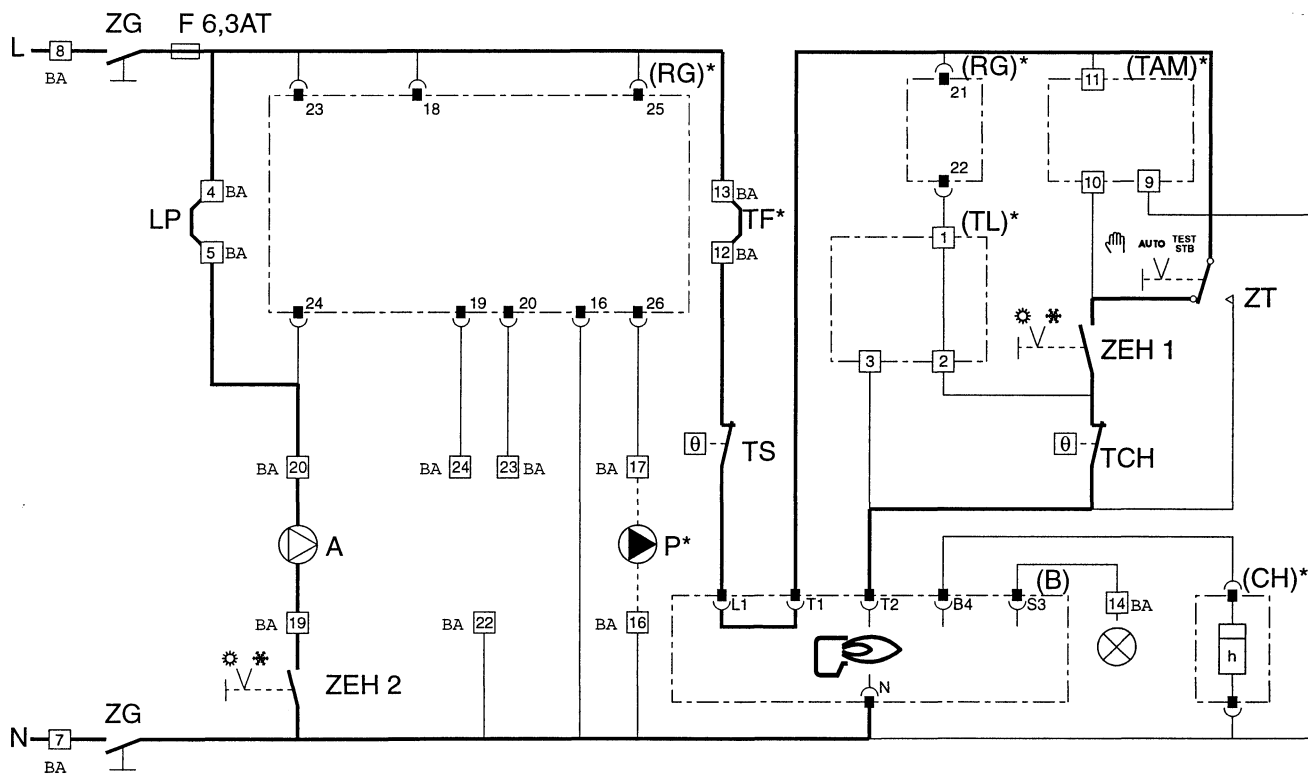 ZG F 6,3AT
L 8
BA
(RG)* (RG)* 11 (TAM)*
23 18 25 21
22
10 9
4 BA 13 BA
LP TF*
5 BA 12 BA
1 (TL)*
AUTO TEST
STB
ZT
24 19 20 16 26
ZEH 1
3 2
θ TS θ TCH
BA 20 BA 24 23 BA BA 17
A P*
(B) (CH)*
L1 T1 T2 B4 S3 14 BA
BA 19 BA 22 BA 16
h
ZEH 2 N
ZG
N 7
BA